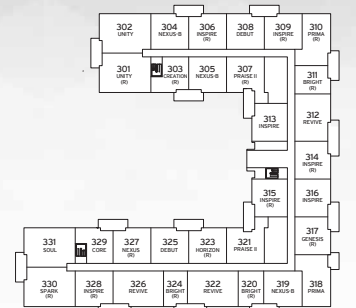 302
UNITY
304
NEXUS-B
306
INSPIRE
(R)
308
DEBUT
309
INSPIRE
(R)
310
PRIMA
(R)
301
UNITY
(R)
303
CREATION
(R)
305
NEXUS-B
307
PRAISE II
(R)
311
BRIGHT
(R)
312
REVIVE
313
INSPIRE
314
INSPIRE
(R)
315
INSPIRE
(R)
316
INSPIRE
317
GENESIS
(R)
331
SOUL
329
CORE
327
NEXUS
(R)
325
DEBUT
323
HORIZON
(R)
321
PRAISE II
330
SPARK
(R)
328
INSPIRE
(R)
326
REVIVE
324
BRIGHT
(R)
322
REVIVE
320
BRIGHT
(R)
319
NEXUS-B
318
PRIMA